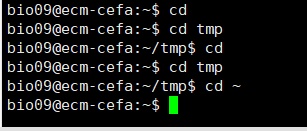 bio09@ecm-cefa:~$ cd
bio09@ecm-cefa:~$ cd tmp
bio09@ecm-cefa:~/tmp$ cd
bio09@ecm-cefa:~$ cd tmp
bio09@ecm-cefa:~/tmp$ cd ~
bio09@ecm-cefa:~$